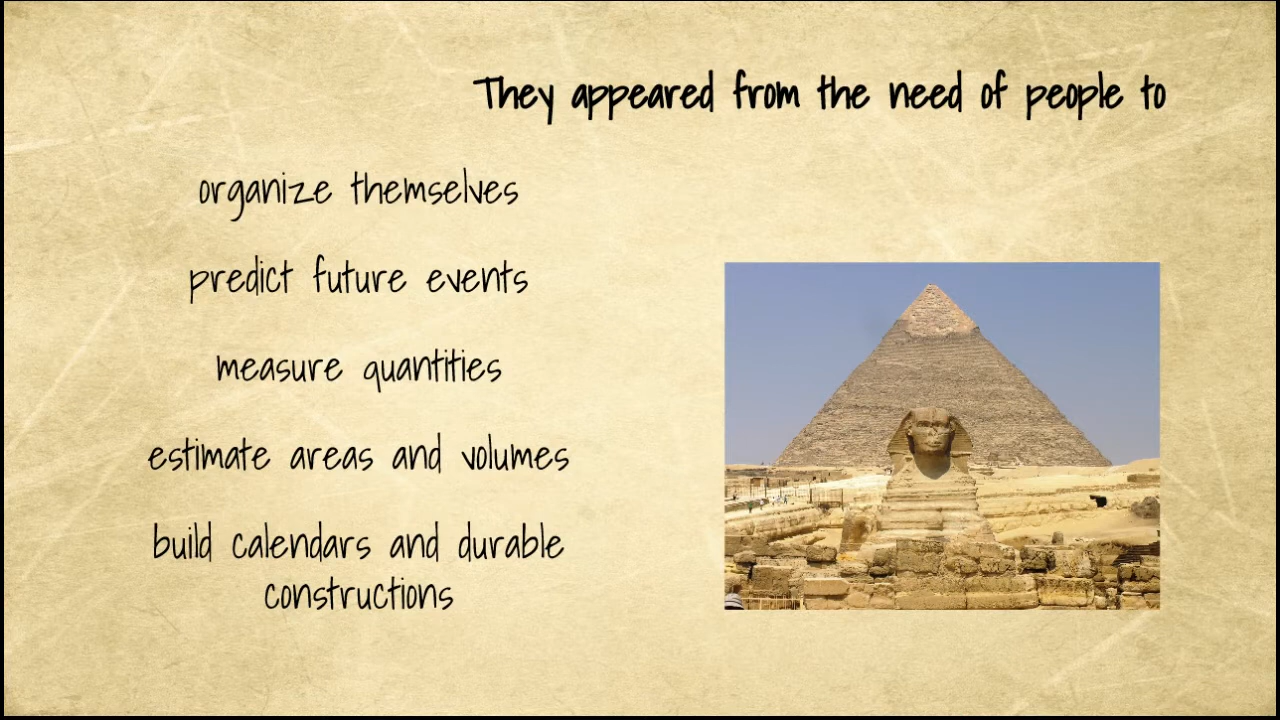 They appeared from the need of people to
organize themselves
predict future events
measure quantities
estimate areas and volumes
build calendars and durable
constructions